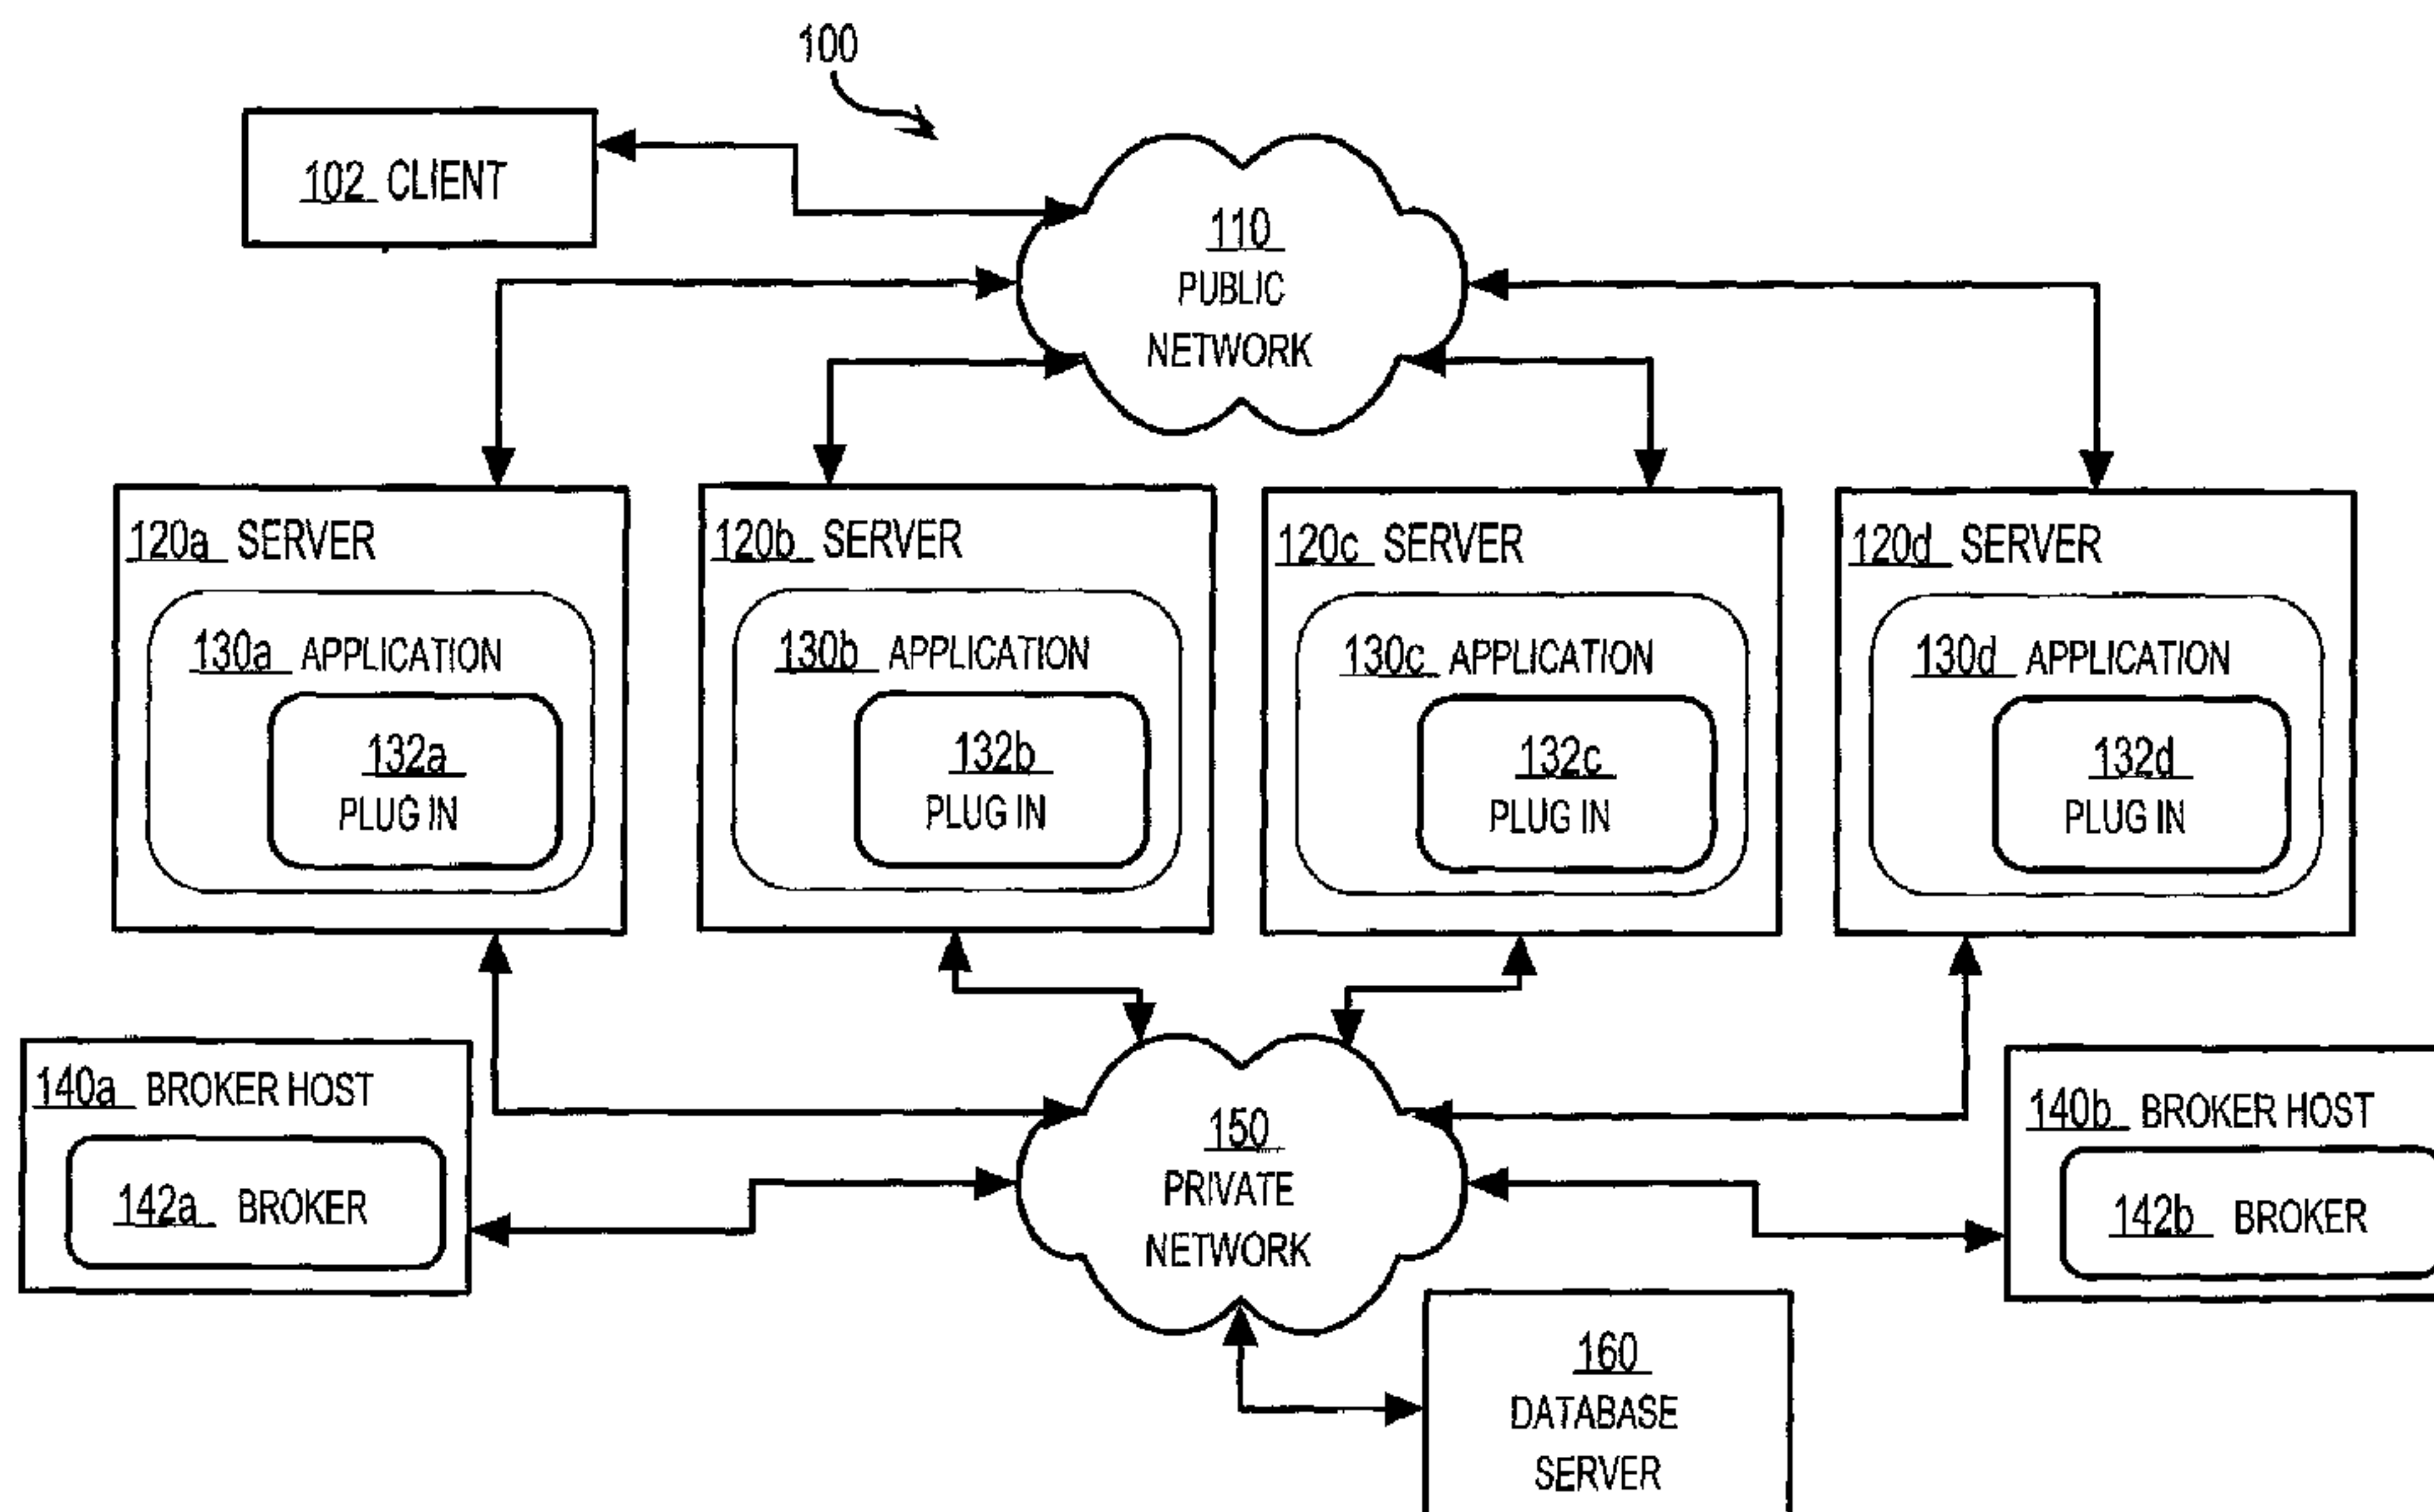 100
102 CLIENT
110
PUBLIC
NETWORK
120a SERVER
130a APPLICATION
132a
PLUG IN
120b SERVER
130b APPLICATION
132b
PLUG IN
120c SERVER
130c APPLICATION
132c
PLUG IN
120d SERVER
130d APPLICATION
132d
PLUG IN
140a BROKER HOST
142a BROKER
150
PRIVATE
NETWORK
140b BROKER HOST
142b BROKER
160
DATABASE
SERVER